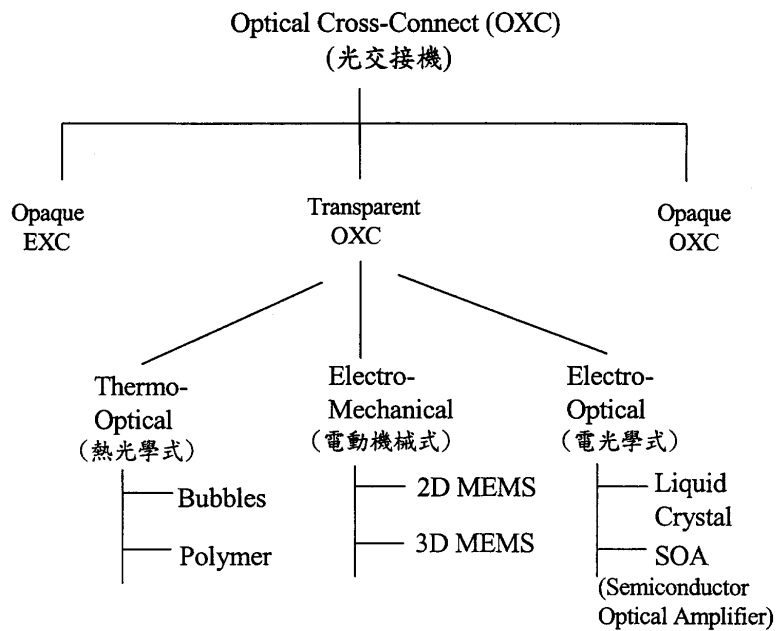 Optical Cross-Connect (OXC)
(光交接機)
Opaque
EXC
Transparent
OXC
Opaque
OXC
Thermo-
Optical
(熱光學式)
Bubbles
Polymer
Electro-
Mechanical
(電動機械式)
2D MEMS
3D MEMS
Electro-
Optical
(電光學式)
Liquid
Crystal
SOA
(Semiconductor
Optical Amplifier)